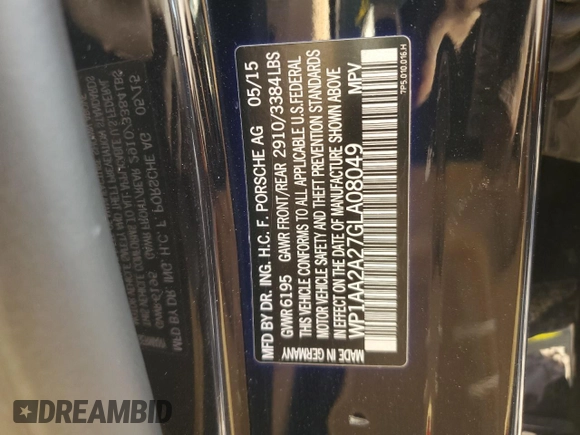 MFD BY DR. ING. H.C. F. PORSCHE AG 05/15
GVWR 6195 GAWR FRONT/REAR 2910/3384LBS
THIS VEHICLE CONFORMS TO ALL APPLICABLE U.S.FEDERAL
MOTOR VEHICLE SAFETY AND THEFT PREVENTION STANDARDS
IN EFFECT ON THE DATE OF MANUFACTURE SHOWN ABOVE
WP1AA2A27GLA08049 MPV
MADE IN GERMANY
7P5.010.016.H
DREAMBID